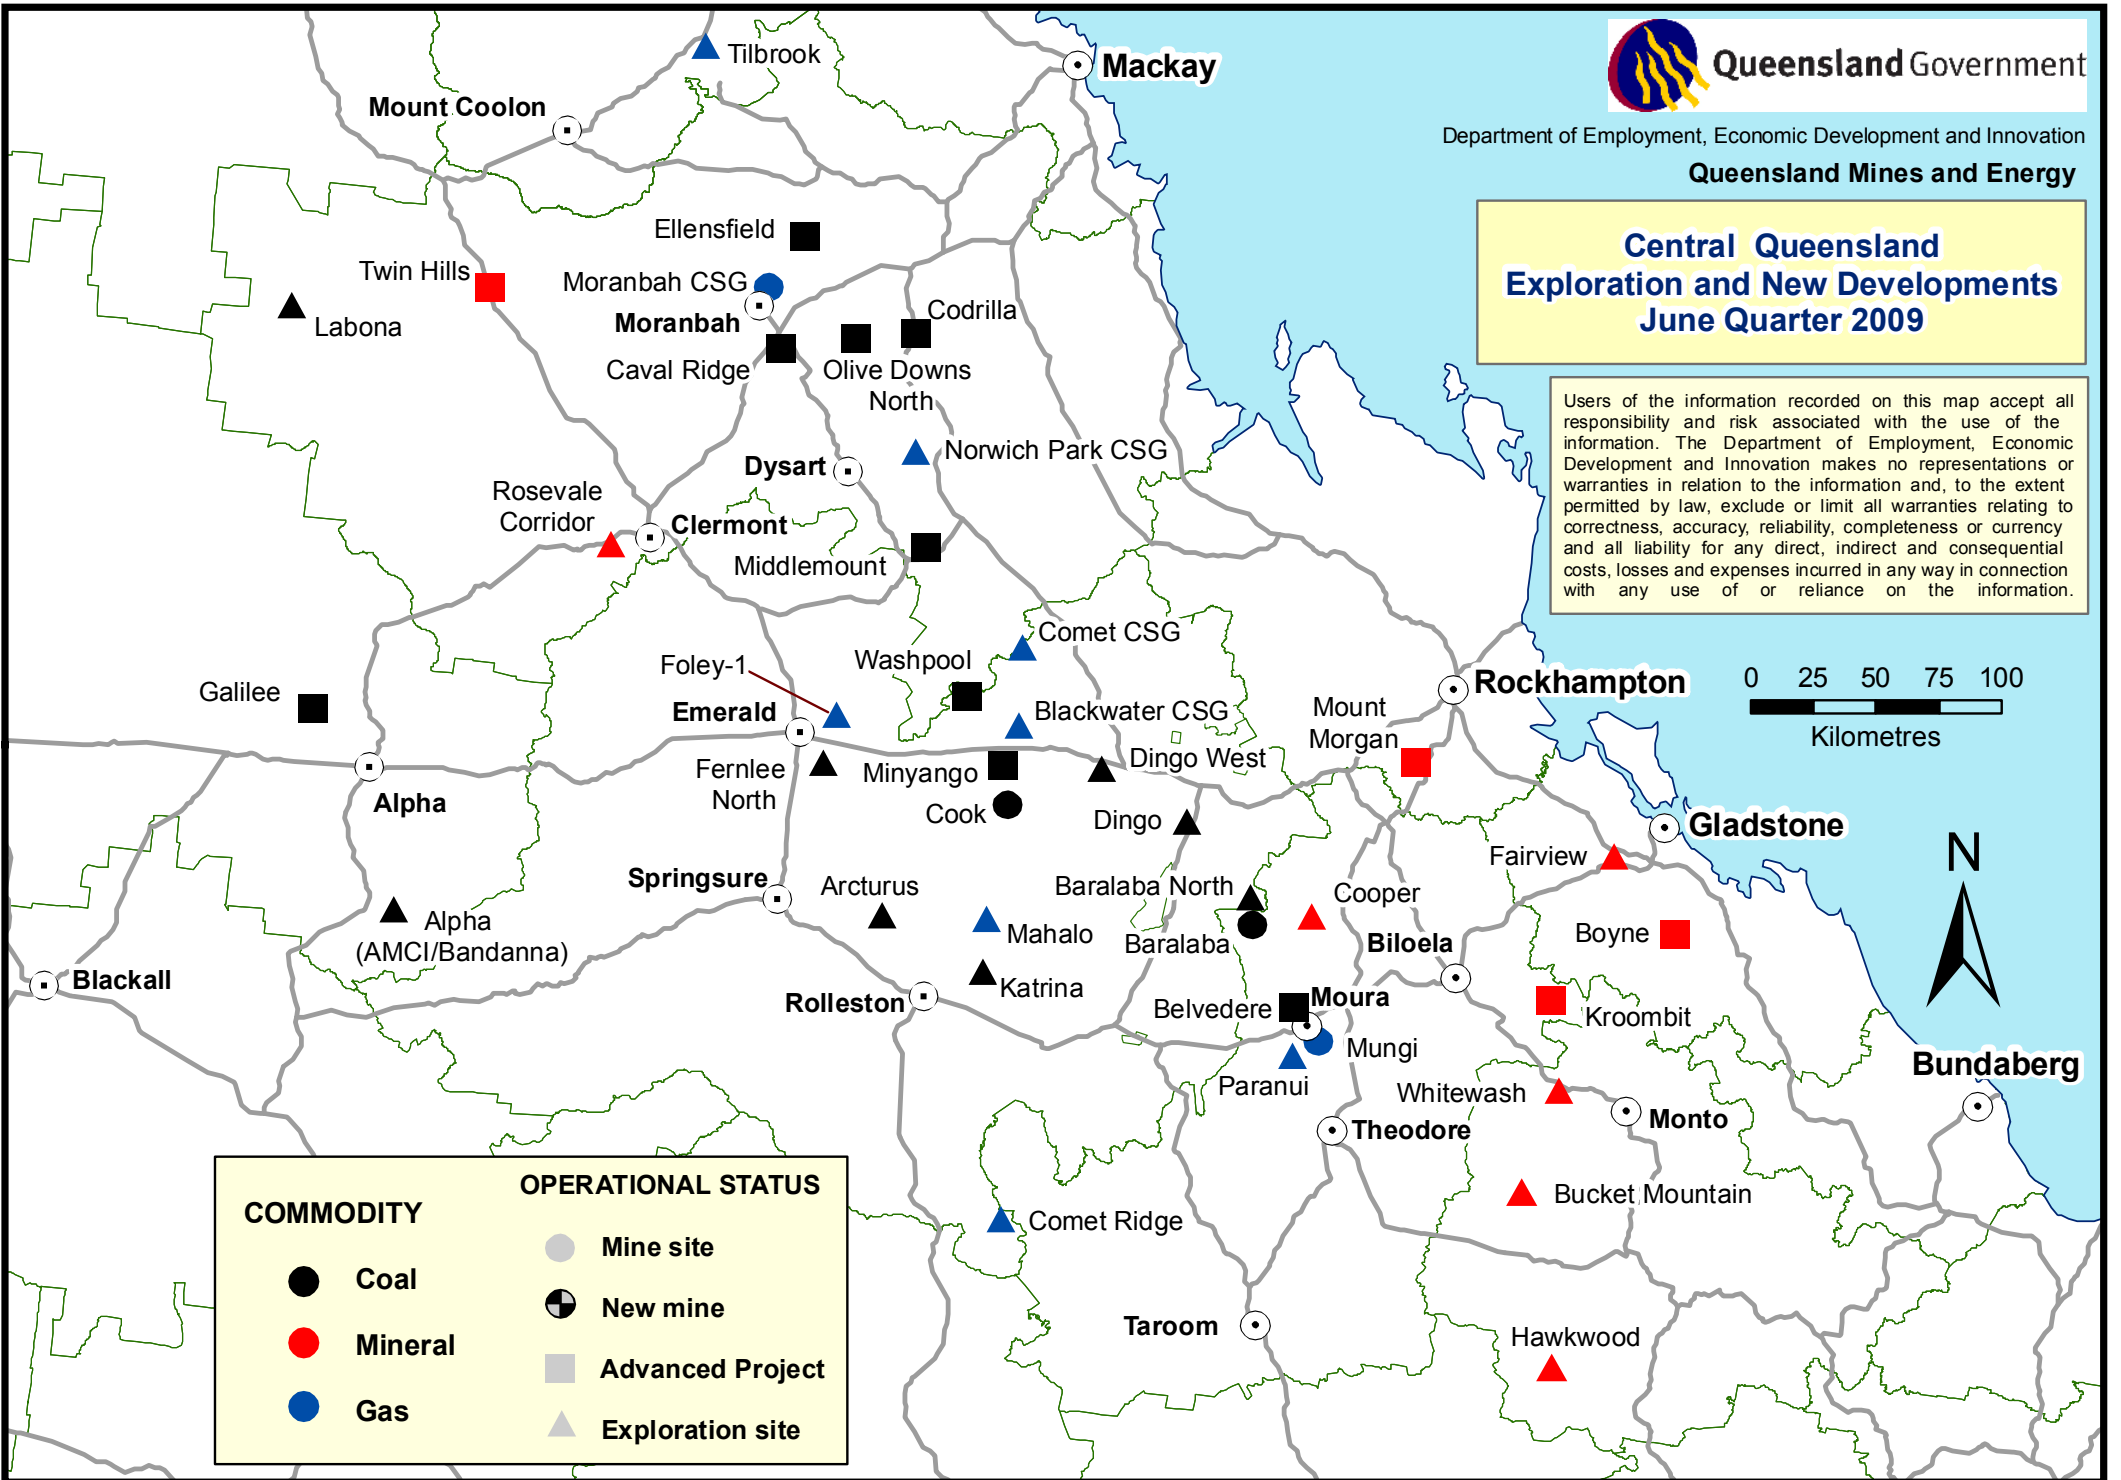 Queensland Government
Department of Employment, Economic Development and Innovation
Queensland Mines and Energy
Central Queensland
Exploration and New Developments
June Quarter 2009
Users of the information recorded on this map accept all
responsibility and risk associated with the use of the
information. The Department of Employment, Economic
Development and Innovation makes no representations or
warranties in relation to the information and, to the extent
permitted by law, exclude or limit all warranties relating to
correctness, accuracy, reliability, completeness or currency
and all liability for any direct, indirect and consequential
costs, losses and expenses incurred in any way in connection
with any use of or reliance on the information.
0 25 50 75 100
Kilometres
N
Tilbrook
Mackay
Mount Coolon
Ellensfield
Twin Hills
Moranbah CSG
Labona
Moranbah
Codrilla
Caval Ridge
Olive Downs
North
Norwich Park CSG
Dysart
Rosevale
Corridor
Clermont
Middlemount
Comet CSG
Foley-1
Washpool
Galilee
Emerald
Blackwater CSG
Rockhampton
Mount
Morgan
Fernlee
North
Minyango
Dingo West
Alpha
Cook
Dingo
Gladstone
Fairview
Springsure
Arcturus
Baralaba North
Cooper
Alpha
(AMCI/Bandanna)
Mahalo
Baralaba
Biloela
Boyne
Blackall
Katrina
Rolleston
Belvedere
Moura
Kroombit
Mungi
Paranui
Whitewash
Bundaberg
Monto
Theodore
Bucket Mountain
Comet Ridge
Taroom
Hawkwood
COMMODITY
Coal
Mineral
Gas
OPERATIONAL STATUS
Mine site
New mine
Advanced Project
Exploration site